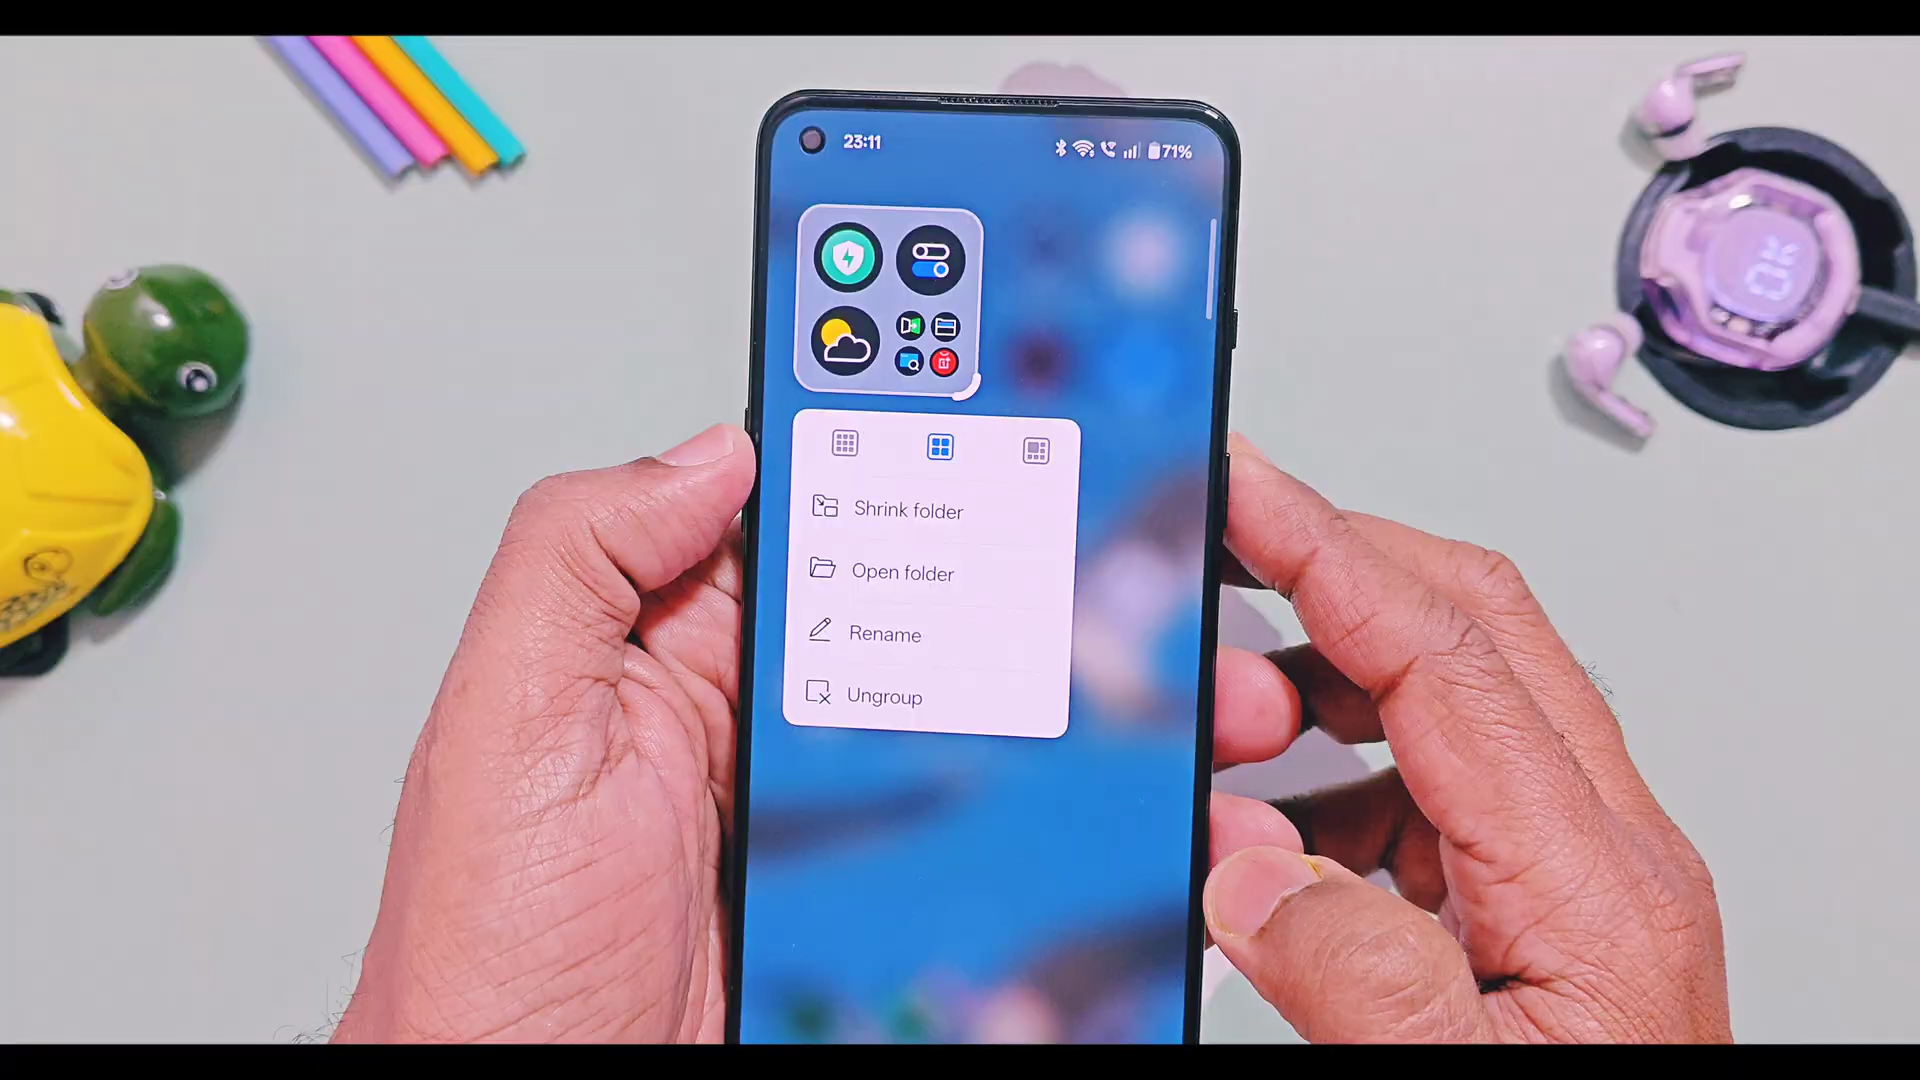 23:11
71%
Shrink folder
Open folder
Rename
Ungroup